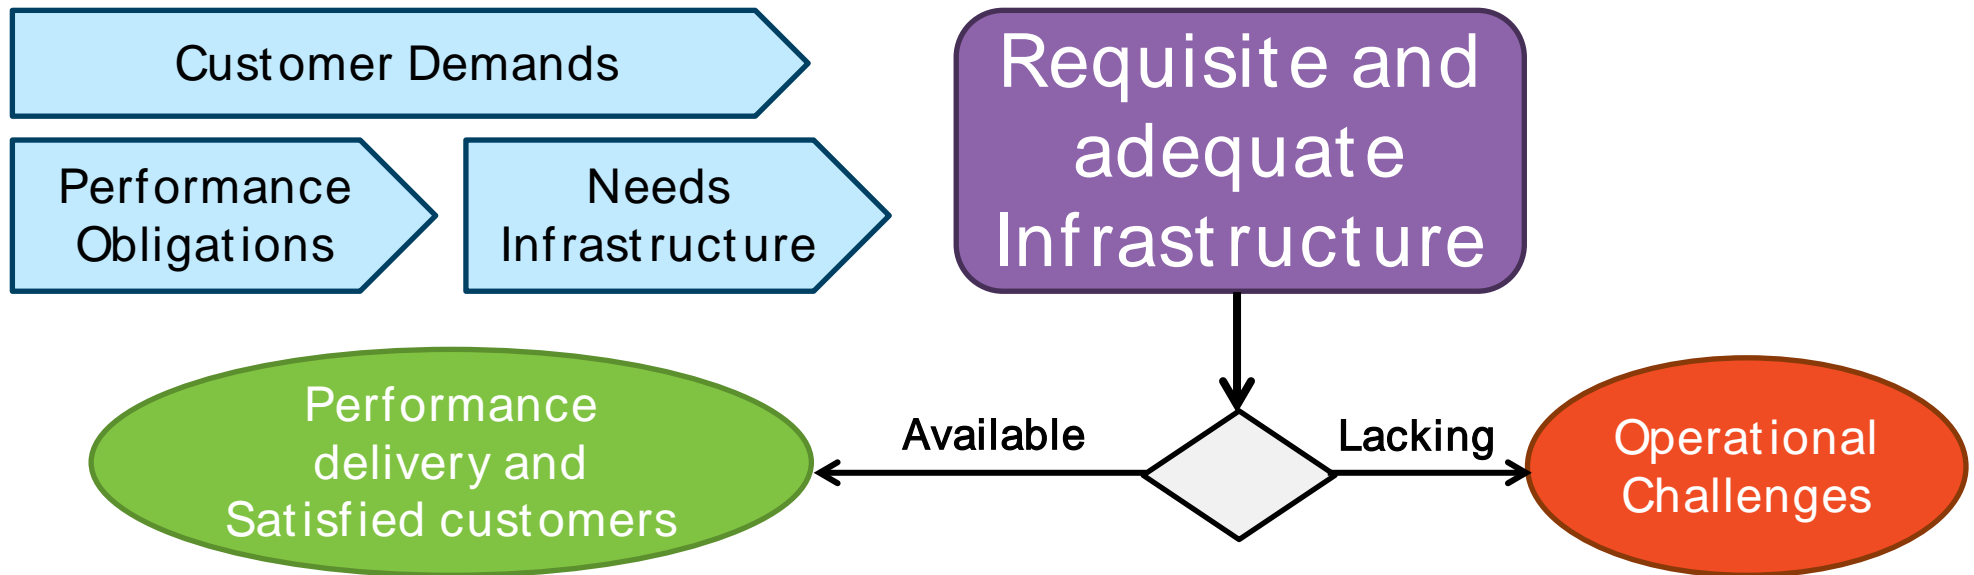 Customer Demands
Performance
Obligations
Needs
Infrastructure
Requisite and
adequate
Infrastructure
Performance
delivery and
Satisfied customers
Available
Lacking
Operational
Challenges